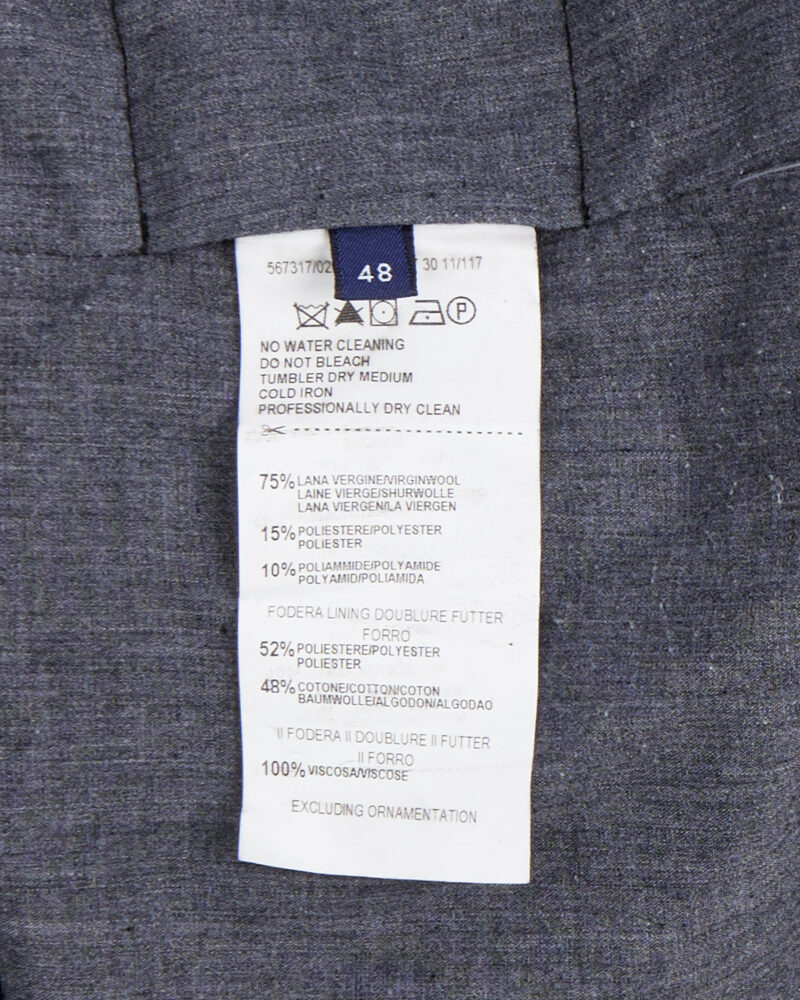 48
567317/02 30 11/117
P
NO WATER CLEANING
DO NOT BLEACH
TUMBLER DRY MEDIUM
COLD IRON
PROFESSIONALLY DRY CLEAN
75% LANA VERGINE/VIRGINWOOL
LAINE VIERGE/SHURWOLLE
LANA VIERGEN/LA VIERGEN
15% POLIESTERE/POLYESTER
POLIESTER
10% POLIAMMIDE/POLYAMIDE
POLYAMID/POLIAMIDA
FODERA LINING DOUBLURE FUTTER
FORRO
52% POLIESTERE/POLYESTER
POLIESTER
48% COTONE/COTTON/COTON
BAUMWOLLE/ALGODON/ALGODAO
II FODERA II DOUBLURE II FUTTER
II FORRO
100% VISCOSA/VISCOSE
EXCLUDING ORNAMENTATION